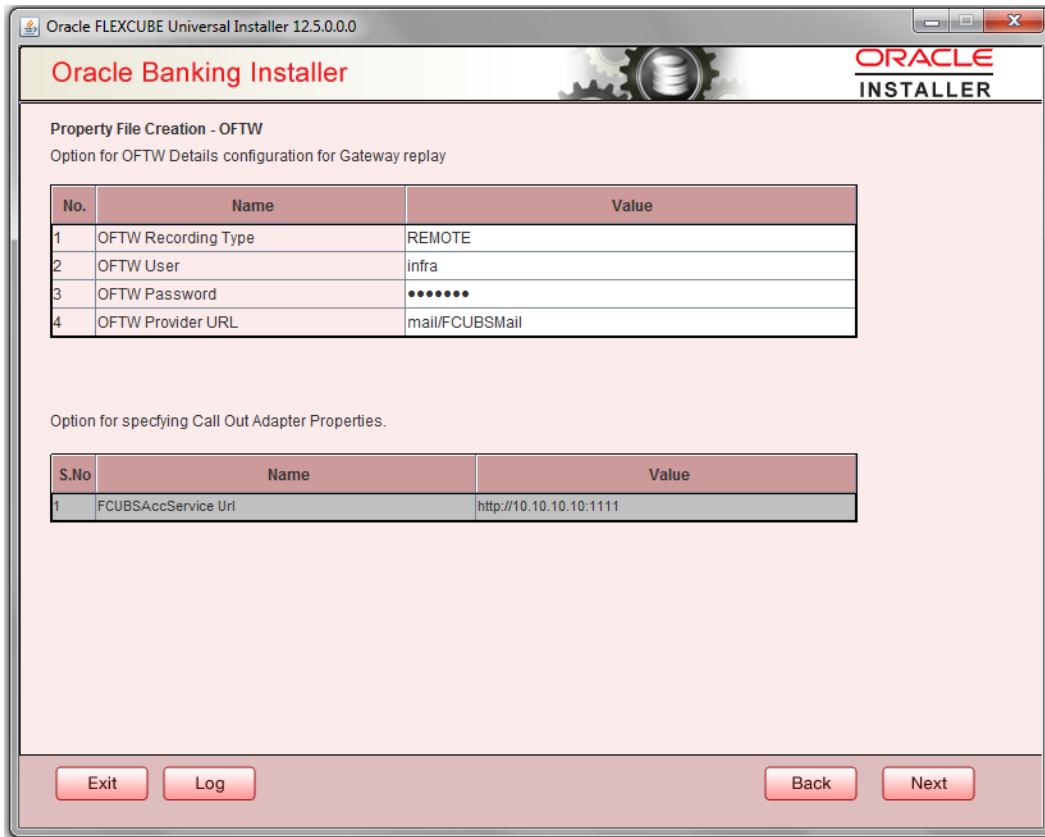 Oracle FLEXCUBE Universal Installer 12.5.0.0.0
Oracle Banking Installer
ORACLE
INSTALLER
Property File Creation - OFTW
Option for OFTW Details configuration for Gateway replay
No. Name Value
1 OFTW Recording Type REMOTE
2 OFTW User infra
3 OFTW Password •••••••
4 OFTW Provider URL mail/FCUBSMail
Option for specfying Call Out Adapter Properties.
S.No Name Value
1 FCUBSAccService Url http://10.10.10.10:1111
Exit Log Back Next